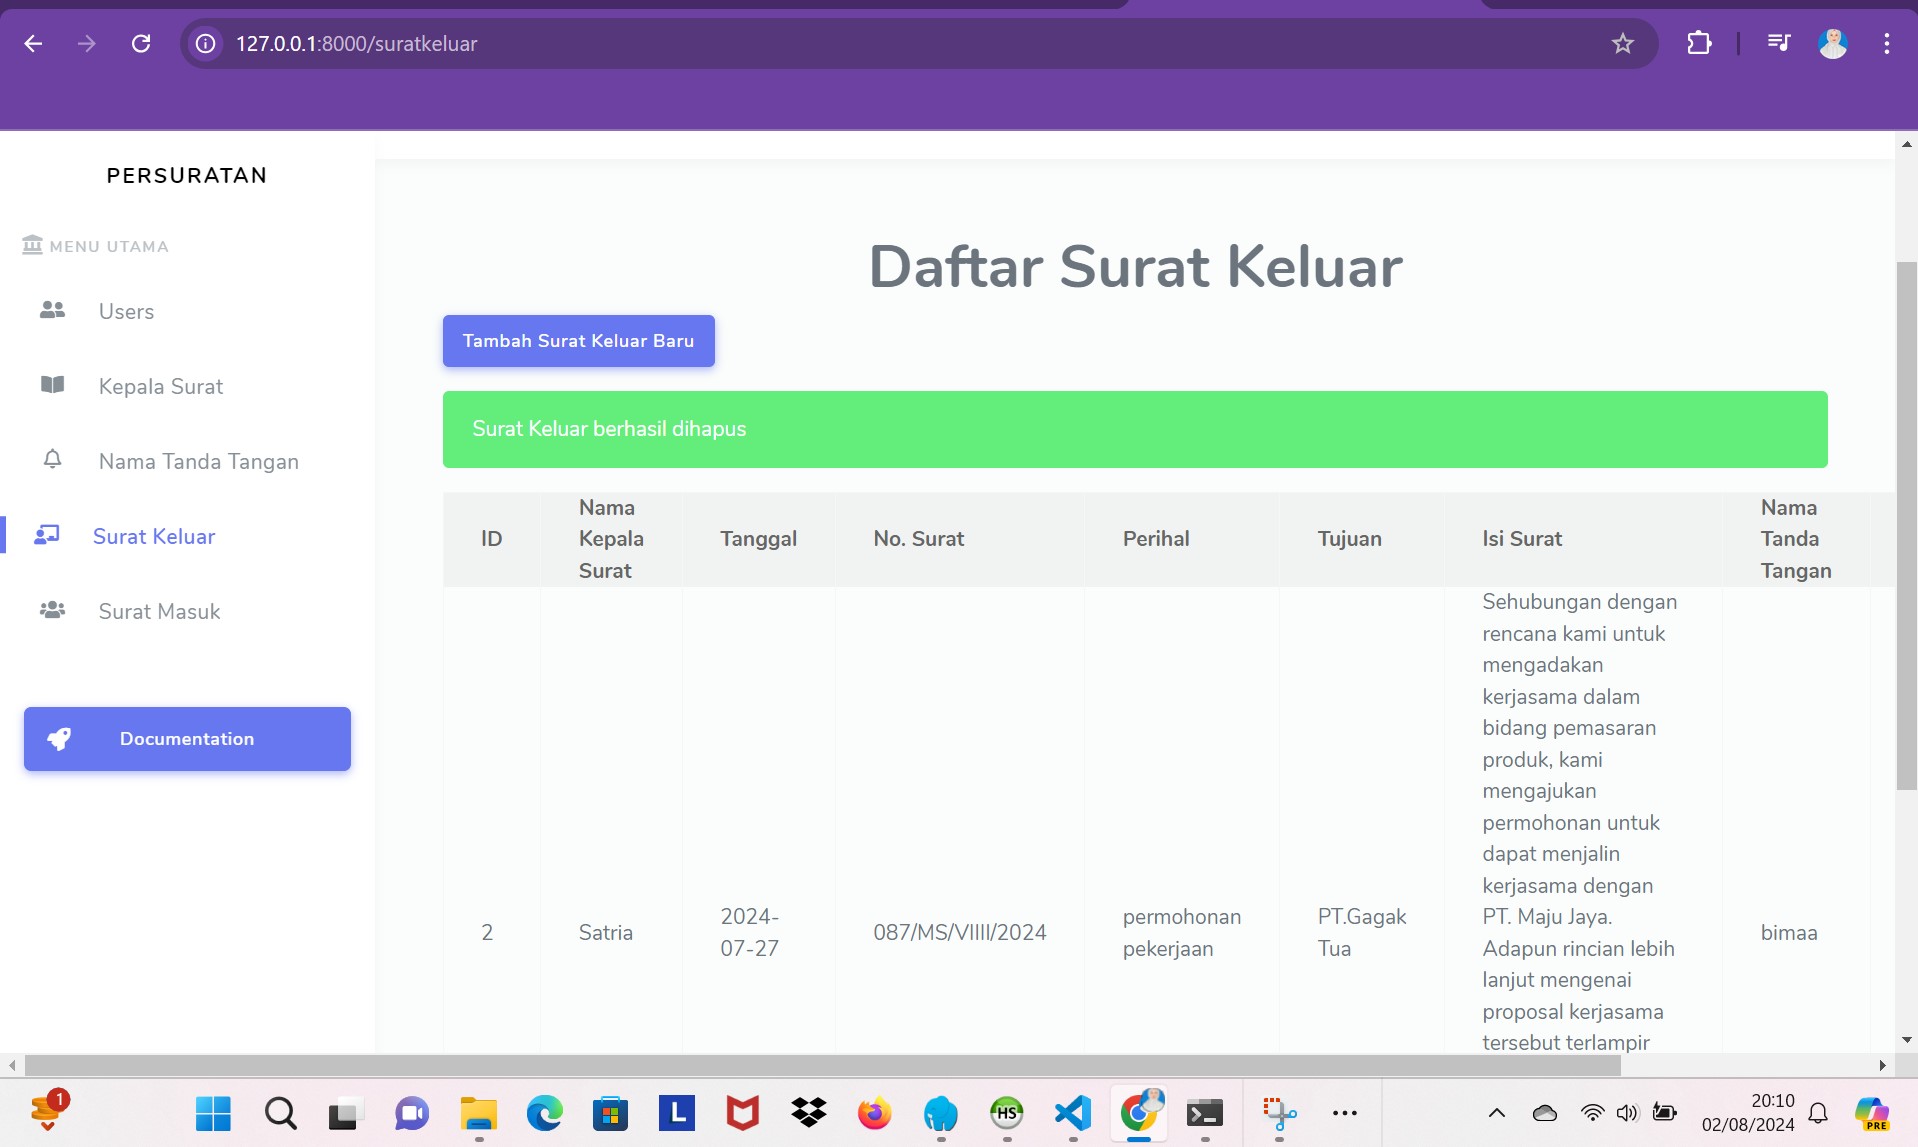 127.0.0.1:8000/suratkeluar
PERSURATAN
MENU UTAMA
Users
Kepala Surat
Nama Tanda Tangan
Surat Keluar
Surat Masuk
Documentation
Daftar Surat Keluar
Tambah Surat Keluar Baru
Surat Keluar berhasil dihapus
ID
Nama
Kepala
Surat
Tanggal
No. Surat
Perihal
Tujuan
Isi Surat
Nama
Tanda
Tangan
2
Satria
2024-
07-27
087/MS/VIIII/2024
permohonan
pekerjaan
PT.Gagak
Tua
Sehubungan dengan
rencana kami untuk
mengadakan
kerjasama dalam
bidang pemasaran
produk, kami
mengajukan
permohonan untuk
dapat menjalin
kerjasama dengan
PT. Maju Jaya.
Adapun rincian lebih
lanjut mengenai
proposal kerjasama
tersebut terlampir
bimaa
1
L
HS
20:10
02/08/2024
PRE